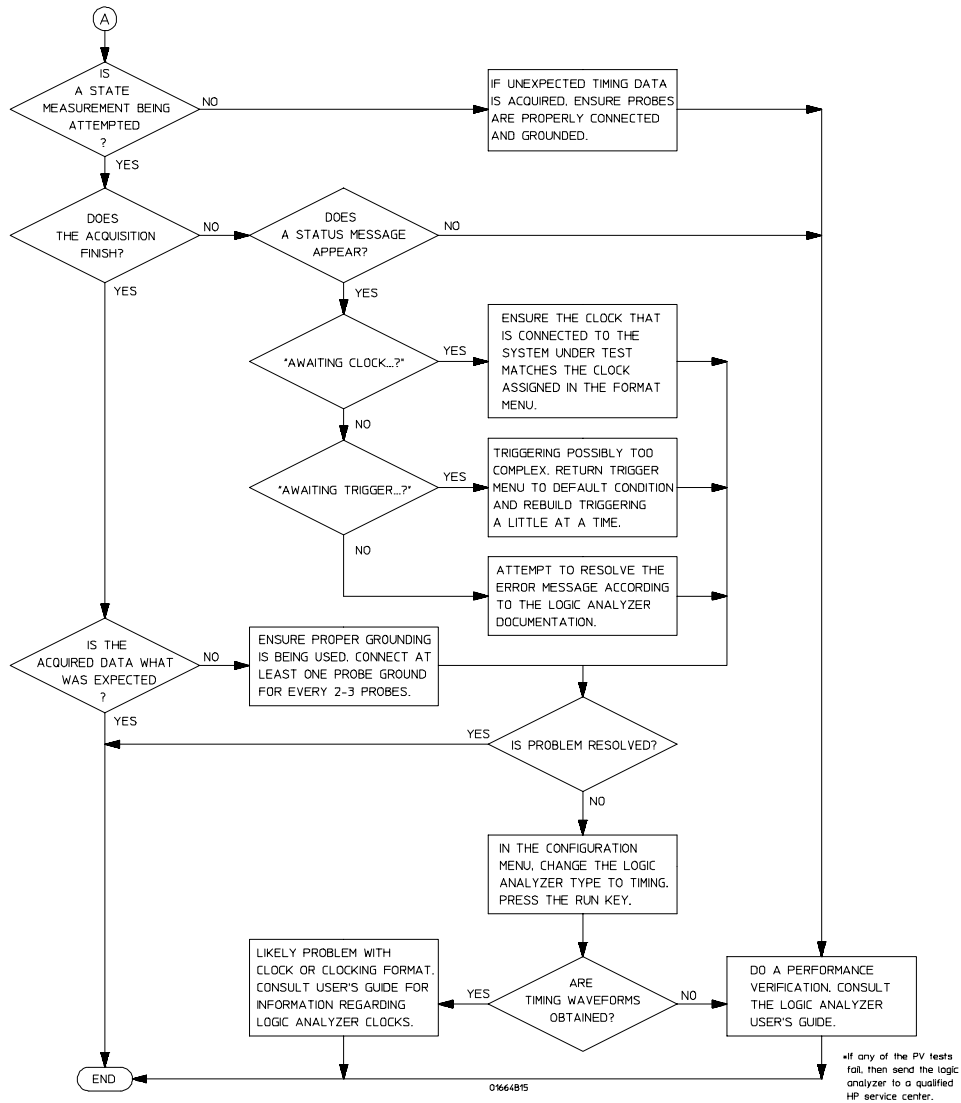 A
IS
A STATE
MEASUREMENT BEING
ATTEMPTED
?
NO
IF UNEXPECTED TIMING DATA
IS ACQUIRED, ENSURE PROBES
ARE PROPERLY CONNECTED
AND GROUNDED.
YES
DOES
THE ACQUISITION
FINISH?
NO
DOES
A STATUS MESSAGE
APPEAR?
NO
YES
YES
"AWAITING CLOCK...?"
YES
ENSURE THE CLOCK THAT
IS CONNECTED TO THE
SYSTEM UNDER TEST
MATCHES THE CLOCK
ASSIGNED IN THE FORMAT
MENU.
NO
"AWAITING TRIGGER...?"
YES
TRIGGERING POSSIBLY TOO
COMPLEX. RETURN TRIGGER
MENU TO DEFAULT CONDITION
AND REBUILD TRIGGERING
A LITTLE AT A TIME.
NO
ATTEMPT TO RESOLVE THE
ERROR MESSAGE ACCORDING
TO THE LOGIC ANALYZER
DOCUMENTATION.
IS THE
ACQUIRED DATA WHAT
WAS EXPECTED
?
NO
ENSURE PROPER GROUNDING
IS BEING USED. CONNECT AT
LEAST ONE PROBE GROUND
FOR EVERY 2-3 PROBES.
YES
YES
IS PROBLEM RESOLVED?
NO
IN THE CONFIGURATION
MENU, CHANGE THE LOGIC
ANALYZER TYPE TO TIMING.
PRESS THE RUN KEY.
LIKELY PROBLEM WITH
CLOCK OR CLOCKING FORMAT.
CONSULT USER'S GUIDE FOR
INFORMATION REGARDING
LOGIC ANALYZER CLOCKS.
YES
ARE
TIMING WAVEFORMS
OBTAINED?
NO
DO A PERFORMANCE
VERIFICATION. CONSULT
THE LOGIC ANALYZER
USER'S GUIDE.
END
01664B15
*If any of the PV tests
fail, then send the logic
analyzer to a qualified
HP service center.